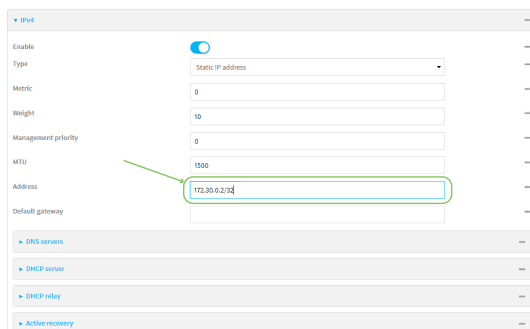 IPv4
Enable
Type Static IP address
Metric 0
Weight 10
Management priority 0
MTU 1500
Address 172.30.0.2/32
Default gateway
DNS servers
DHCP server
DHCP relay
Active recovery